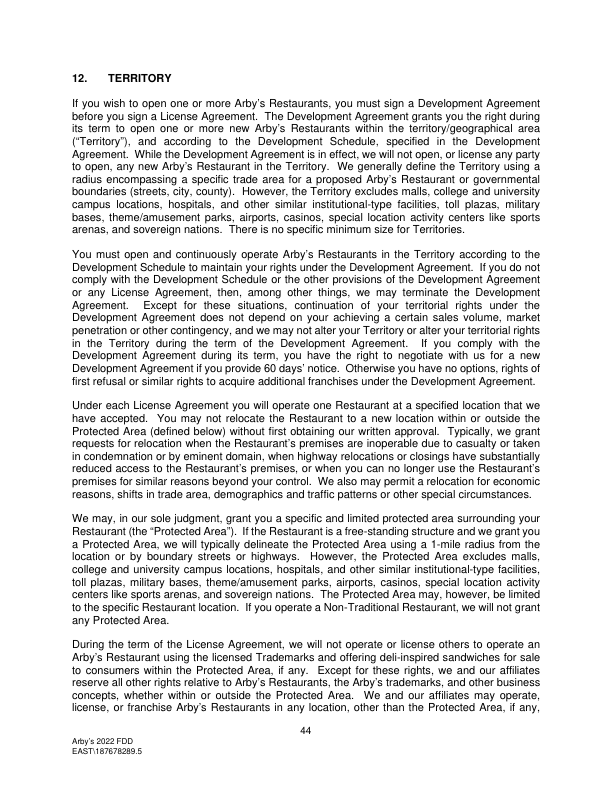 12. TERRITORY
If you wish to open one or more Arby’s Restaurants, you must sign a Development Agreement
before you sign a License Agreement. The Development Agreement grants you the right during
its term to open one or more new Arby’s Restaurants within the territory/geographical area
(“Territory”), and according to the Development Schedule, specified in the Development
Agreement. While the Development Agreement is in effect, we will not open, or license any party
to open, any new Arby’s Restaurant in the Territory. We generally define the Territory using a
radius encompassing a specific trade area for a proposed Arby’s Restaurant or governmental
boundaries (streets, city, county). However, the Territory excludes malls, college and university
campus locations, hospitals, and other similar institutional-type facilities, toll plazas, military
bases, theme/amusement parks, airports, casinos, special location activity centers like sports
arenas, and sovereign nations. There is no specific minimum size for Territories.
You must open and continuously operate Arby’s Restaurants in the Territory according to the
Development Schedule to maintain your rights under the Development Agreement. If you do not
comply with the Development Schedule or the other provisions of the Development Agreement
or any License Agreement, then, among other things, we may terminate the Development
Agreement. Except for these situations, continuation of your territorial rights under the
Development Agreement does not depend on your achieving a certain sales volume, market
penetration or other contingency, and we may not alter your Territory or alter your territorial rights
in the Territory during the term of the Development Agreement. If you comply with the
Development Agreement during its term, you have the right to negotiate with us for a new
Development Agreement if you provide 60 days’ notice. Otherwise you have no options, rights of
first refusal or similar rights to acquire additional franchises under the Development Agreement.
Under each License Agreement you will operate one Restaurant at a specified location that we
have accepted. You may not relocate the Restaurant to a new location within or outside the
Protected Area (defined below) without first obtaining our written approval. Typically, we grant
requests for relocation when the Restaurant’s premises are inoperable due to casualty or taken
in condemnation or by eminent domain, when highway relocations or closings have substantially
reduced access to the Restaurant’s premises, or when you can no longer use the Restaurant’s
premises for similar reasons beyond your control. We also may permit a relocation for economic
reasons, shifts in trade area, demographics and traffic patterns or other special circumstances.
We may, in our sole judgment, grant you a specific and limited protected area surrounding your
Restaurant (the “Protected Area”). If the Restaurant is a free-standing structure and we grant you
a Protected Area, we will typically delineate the Protected Area using a 1-mile radius from the
location or by boundary streets or highways. However, the Protected Area excludes malls,
college and university campus locations, hospitals, and other similar institutional-type facilities,
toll plazas, military bases, theme/amusement parks, airports, casinos, special location activity
centers like sports arenas, and sovereign nations. The Protected Area may, however, be limited
to the specific Restaurant location. If you operate a Non-Traditional Restaurant, we will not grant
any Protected Area.
During the term of the License Agreement, we will not operate or license others to operate an
Arby’s Restaurant using the licensed Trademarks and offering deli-inspired sandwiches for sale
to consumers within the Protected Area, if any. Except for these rights, we and our affiliates
reserve all other rights relative to Arby’s Restaurants, the Arby’s trademarks, and other business
concepts, whether within or outside the Protected Area. We and our affiliates may operate,
license, or franchise Arby’s Restaurants in any location, other than the Protected Area, if any,
44
Arby’s 2022 FDD
EAST\187678289.5